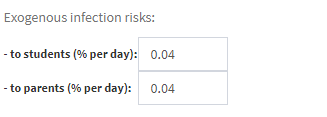 Exogenous infection risks:
- to students (% per day): 0.04
- to parents (% per day): 0.04